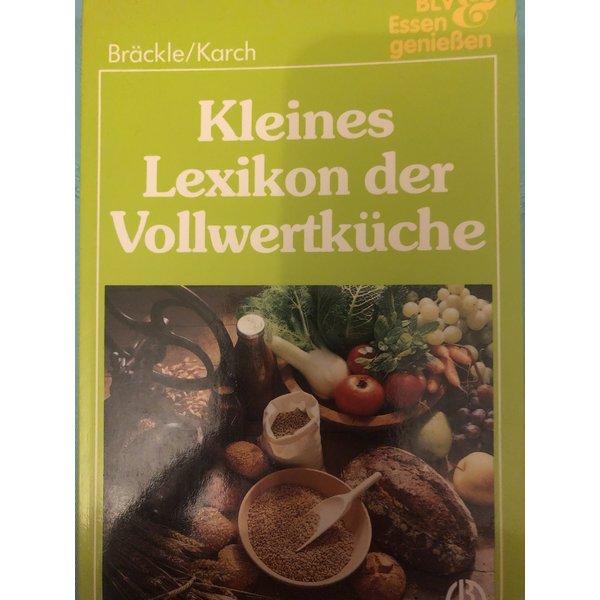 BLV
Essen &
genießen
Bräckle/Karch
Kleines
Lexikon der
Vollwertküche